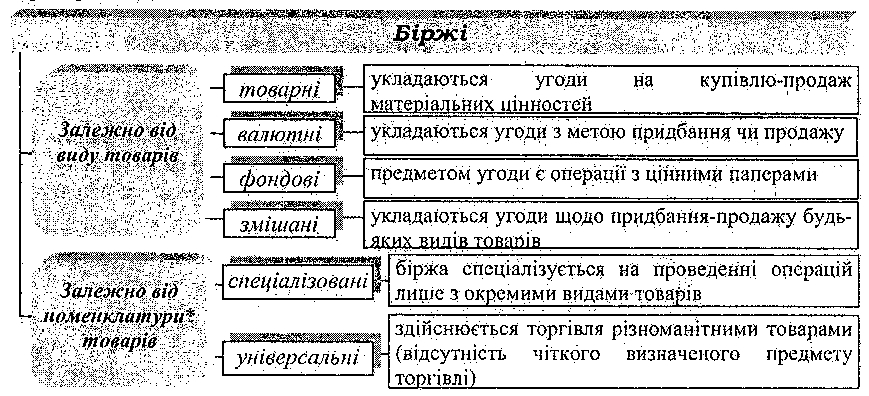 Біржі
Залежно від
виду товарів
товарні
укладаються угоди на купівлю-продаж
матеріальних цінностей
валютні
укладаються угоди з метою придбання чи продажу
фондові
предметом угоди є операції з цінними паперами
змішані
укладаються угоди щодо придбання-продажу будь-
яких видів товарів
Залежно від
номенклатури*
товарів
спеціалізовані
біржа спеціалізується на проведенні операцій
лише з окремими видами товарів
універсальні
здійснюється торгівля різноманітними товарами
(відсутність чіткого визначеного предмету
торгівлі)